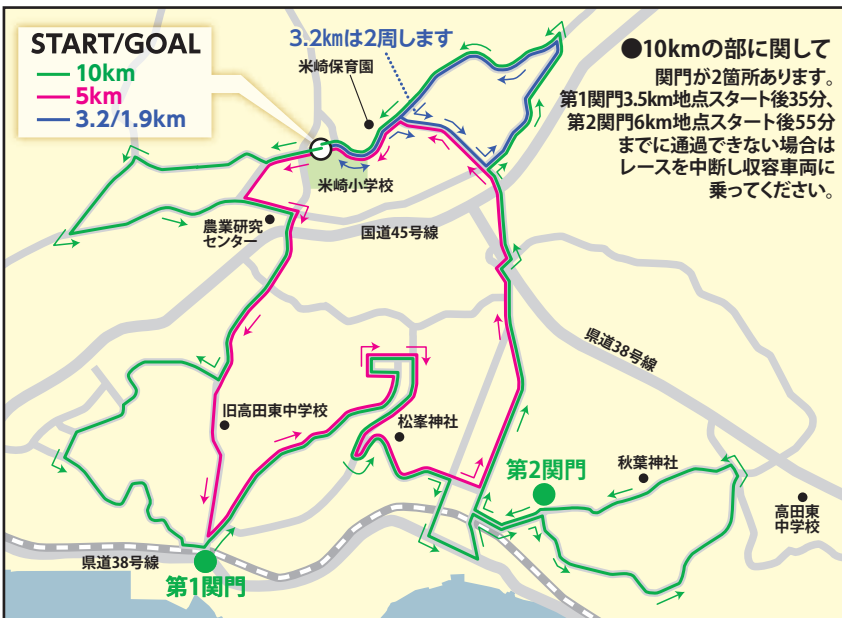 START/GOAL
10km
5km
3.2/1.9km
3.2kmは2周します
米崎保育園
●10kmの部に関して
関門が2箇所あります。
第1関門3.5km地点スタート後35分、
第2関門6km地点スタート後55分
までに通過できない場合は
レースを中断し収容車両に
乗ってください。
米崎小学校
農業研究
センター
国道45号線
県道38号線
旧高田東中学校
松峯神社
第2関門
秋葉神社
高田東
中学校
県道38号線
第1関門